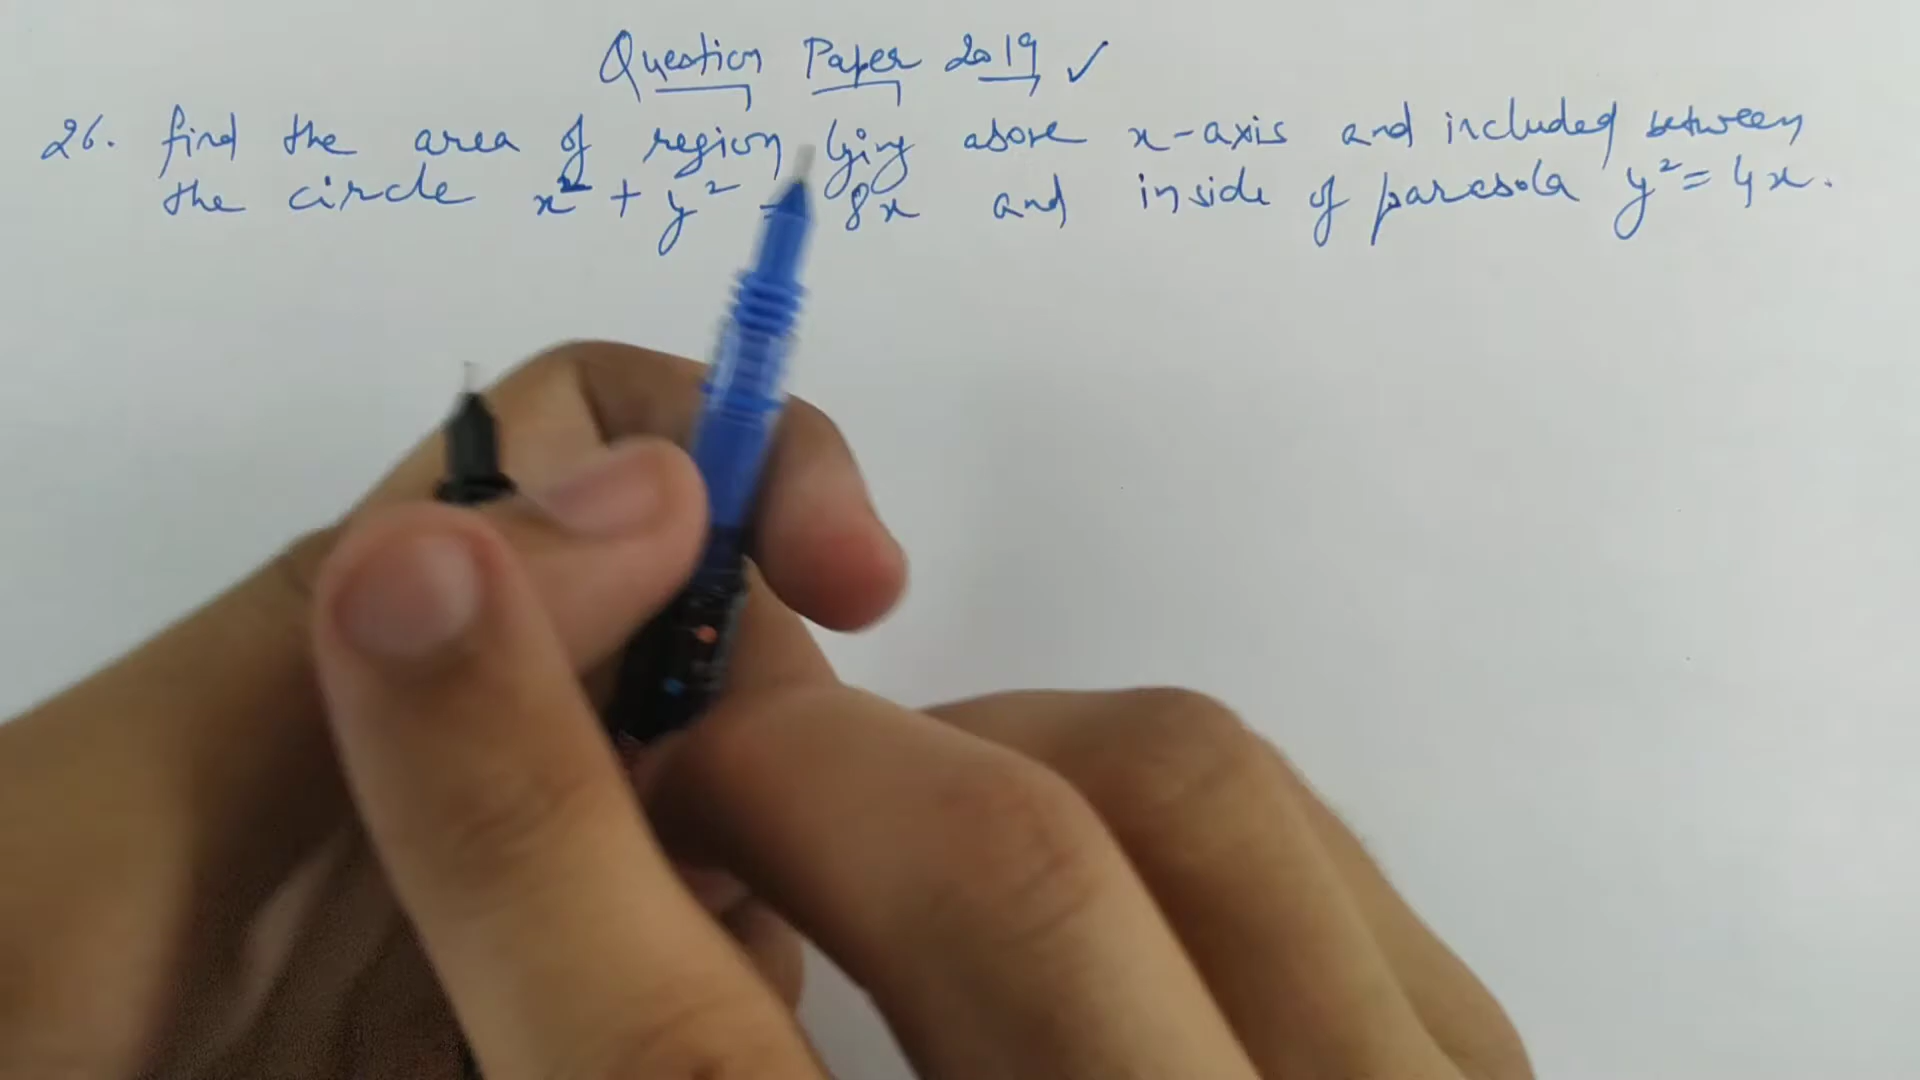 Question Paper 2019 ✓
26. find the area of region lying above x-axis and included between
the circle x² + y² = 8x and inside of parabola y² = 4x.